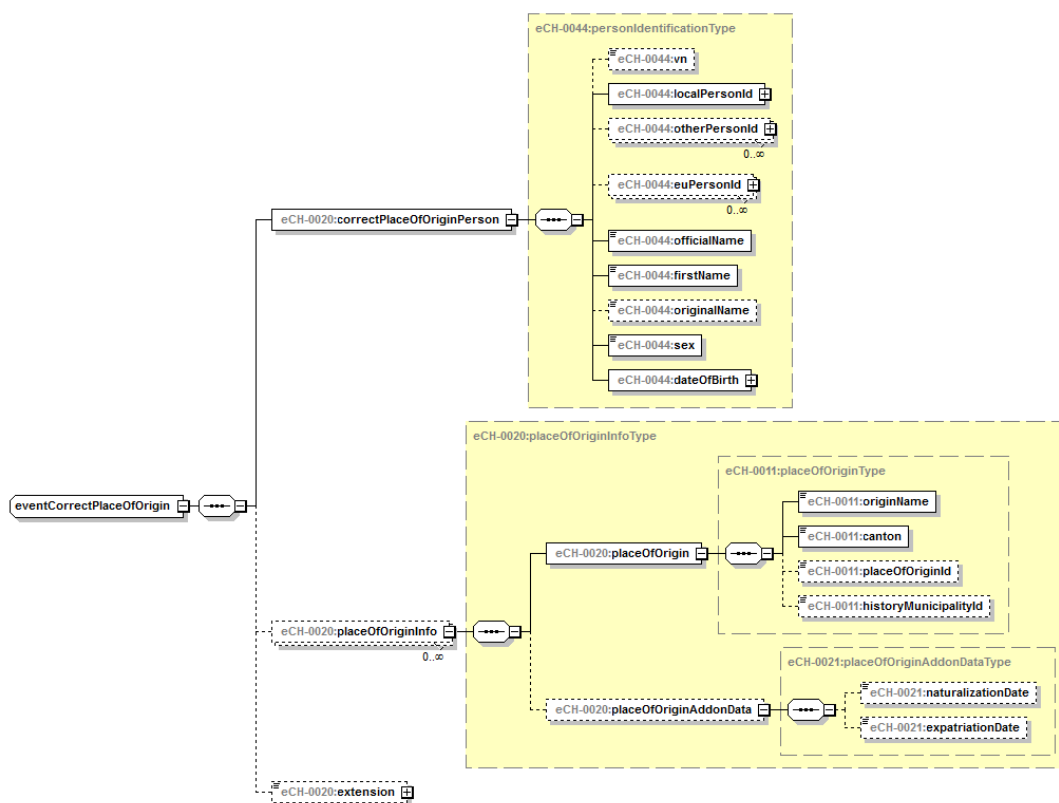 eCH-0044:personIdentificationType
eCH-0044:vn
eCH-0044:localPersonId
eCH-0044:otherPersonId
0..∞
eCH-0044:euPersonId
0..∞
eCH-0020:correctPlaceOfOriginPerson
eCH-0044:officialName
eCH-0044:firstName
eCH-0044:originalName
eCH-0044:sex
eCH-0044:dateOfBirth
eCH-0020:placeOfOriginInfoType
eCH-0011:placeOfOriginType
eventCorrectPlaceOfOrigin
eCH-0011:originName
eCH-0011:canton
eCH-0020:placeOfOrigin
eCH-0011:placeOfOriginId
eCH-0011:historyMunicipalityId
eCH-0020:placeOfOriginInfo
0..∞
eCH-0021:placeOfOriginAddonDataType
eCH-0021:naturalizationDate
eCH-0020:placeOfOriginAddonData
eCH-0021:expatriationDate
eCH-0020:extension